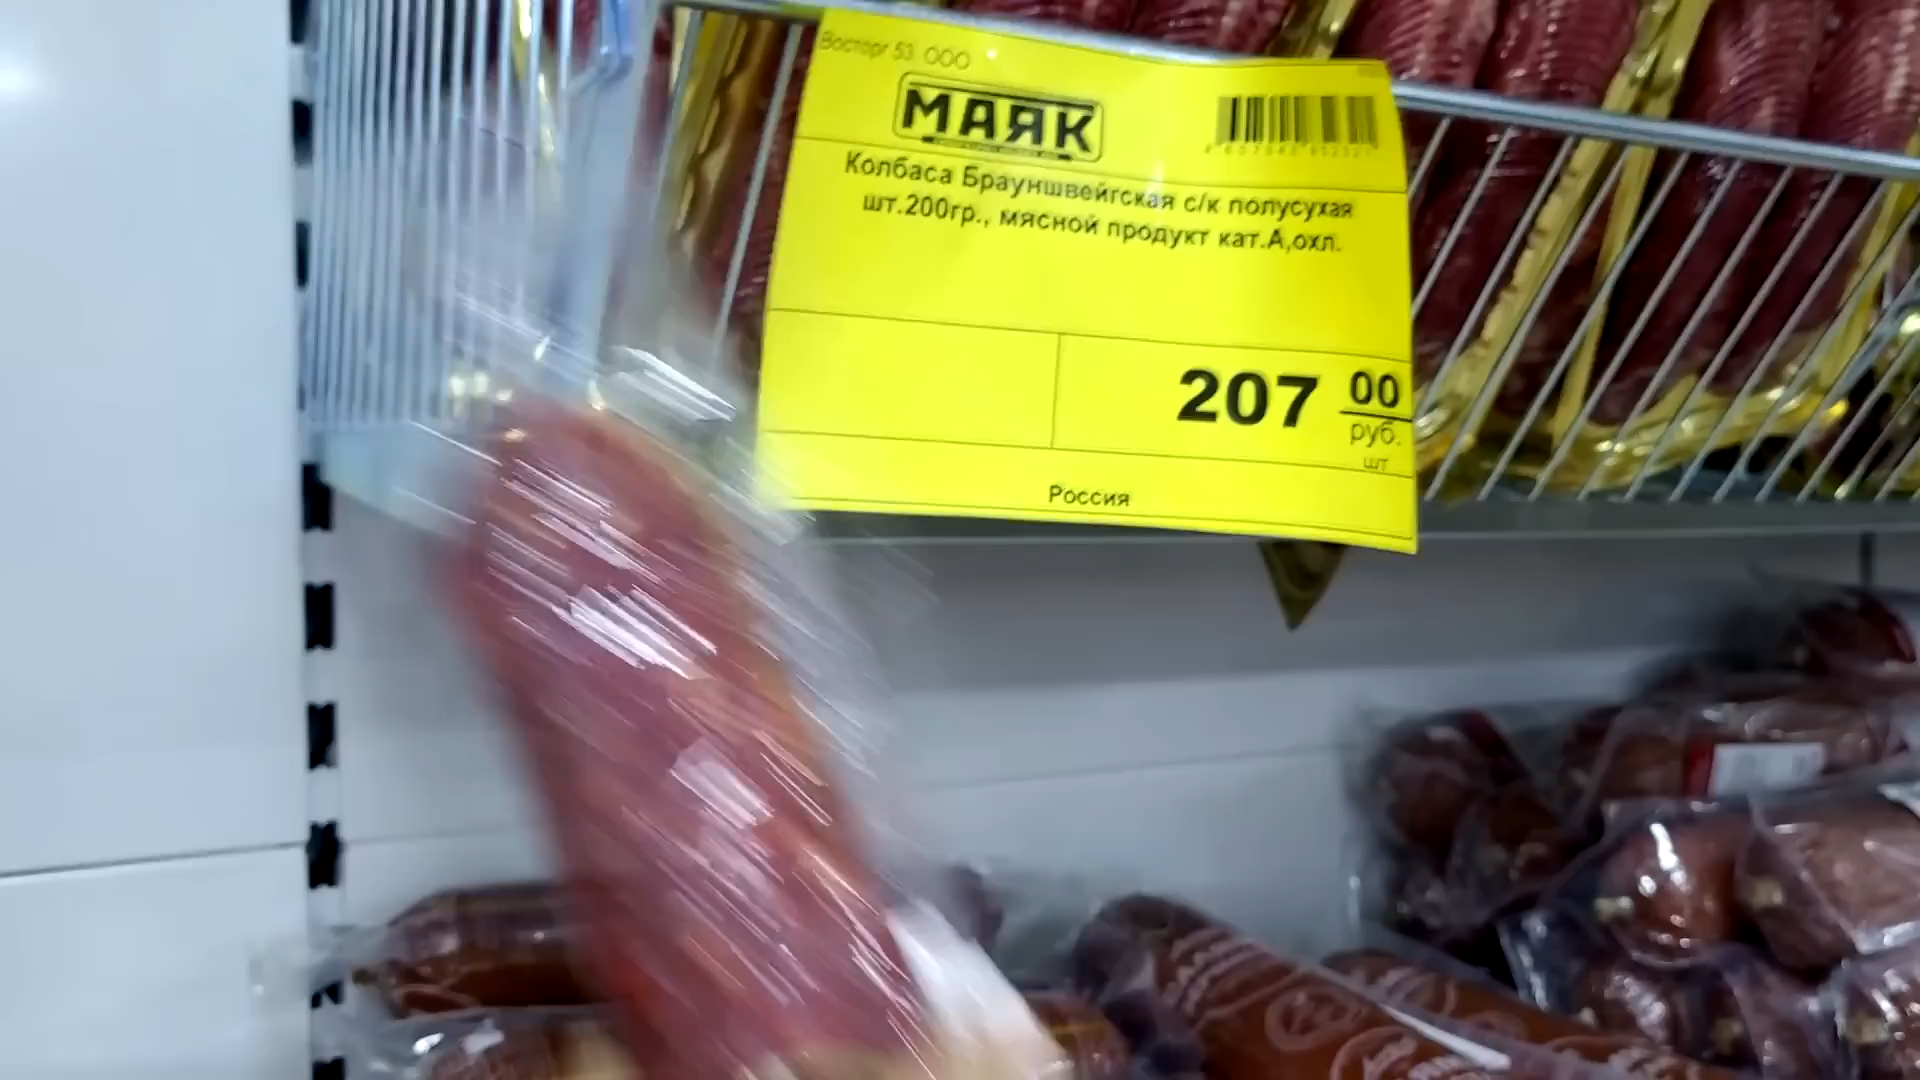 Восторг 53 ООО
МАЯК
Колбаса Брауншвейгская с/к полусухая
шт.200гр., мясной продукт кат.А,охл.
207 00
руб.
шт
Россия